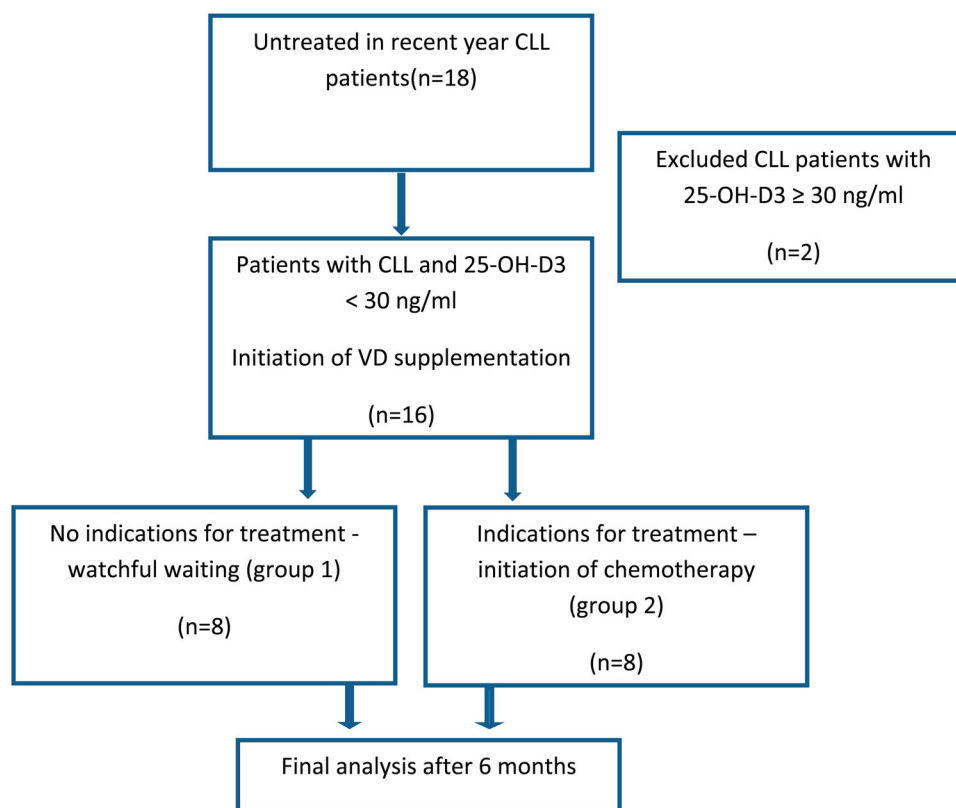 Untreated in recent year CLL
patients(n=18)
Excluded CLL patients with
25-OH-D3 ≥ 30 ng/ml
(n=2)
Patients with CLL and 25-OH-D3
< 30 ng/ml
Initiation of VD supplementation
(n=16)
No indications for treatment -
watchful waiting (group 1)
(n=8)
Indications for treatment –
initiation of chemotherapy
(group 2)
(n=8)
Final analysis after 6 months